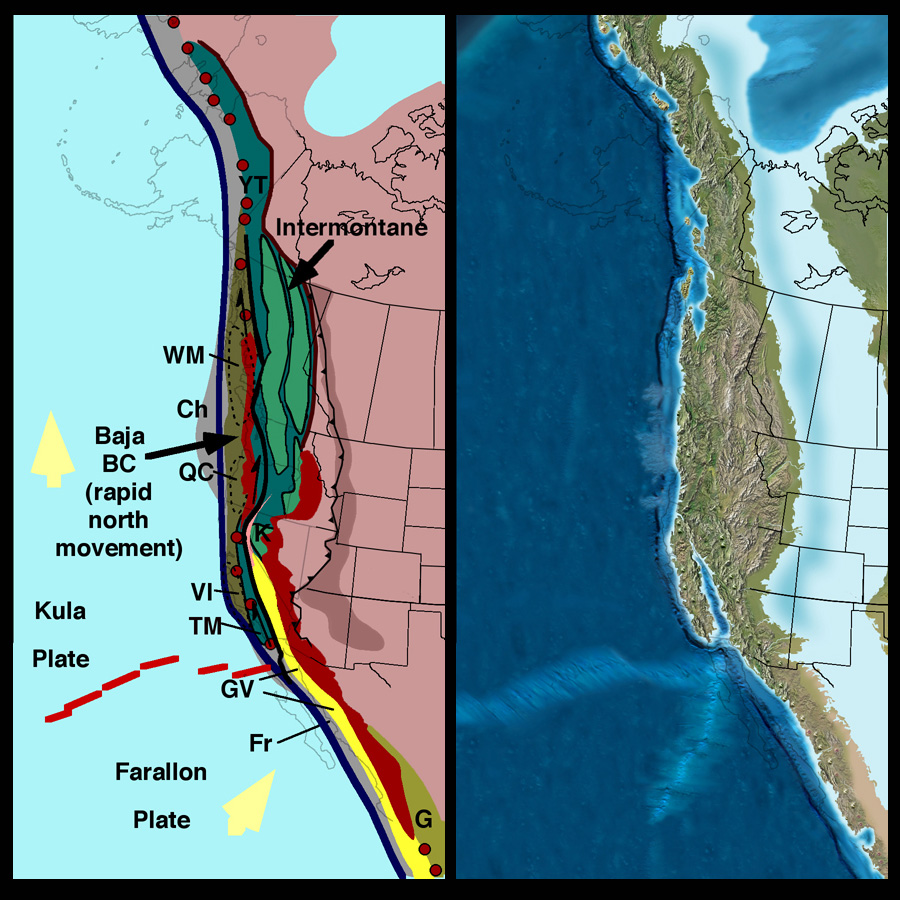 YT
Intermontane
WM
Ch
Baja
BC
(rapid
north
movement)
QC
K
VI
TM
Kula
Plate
GV
Fr
Farallon
Plate
G